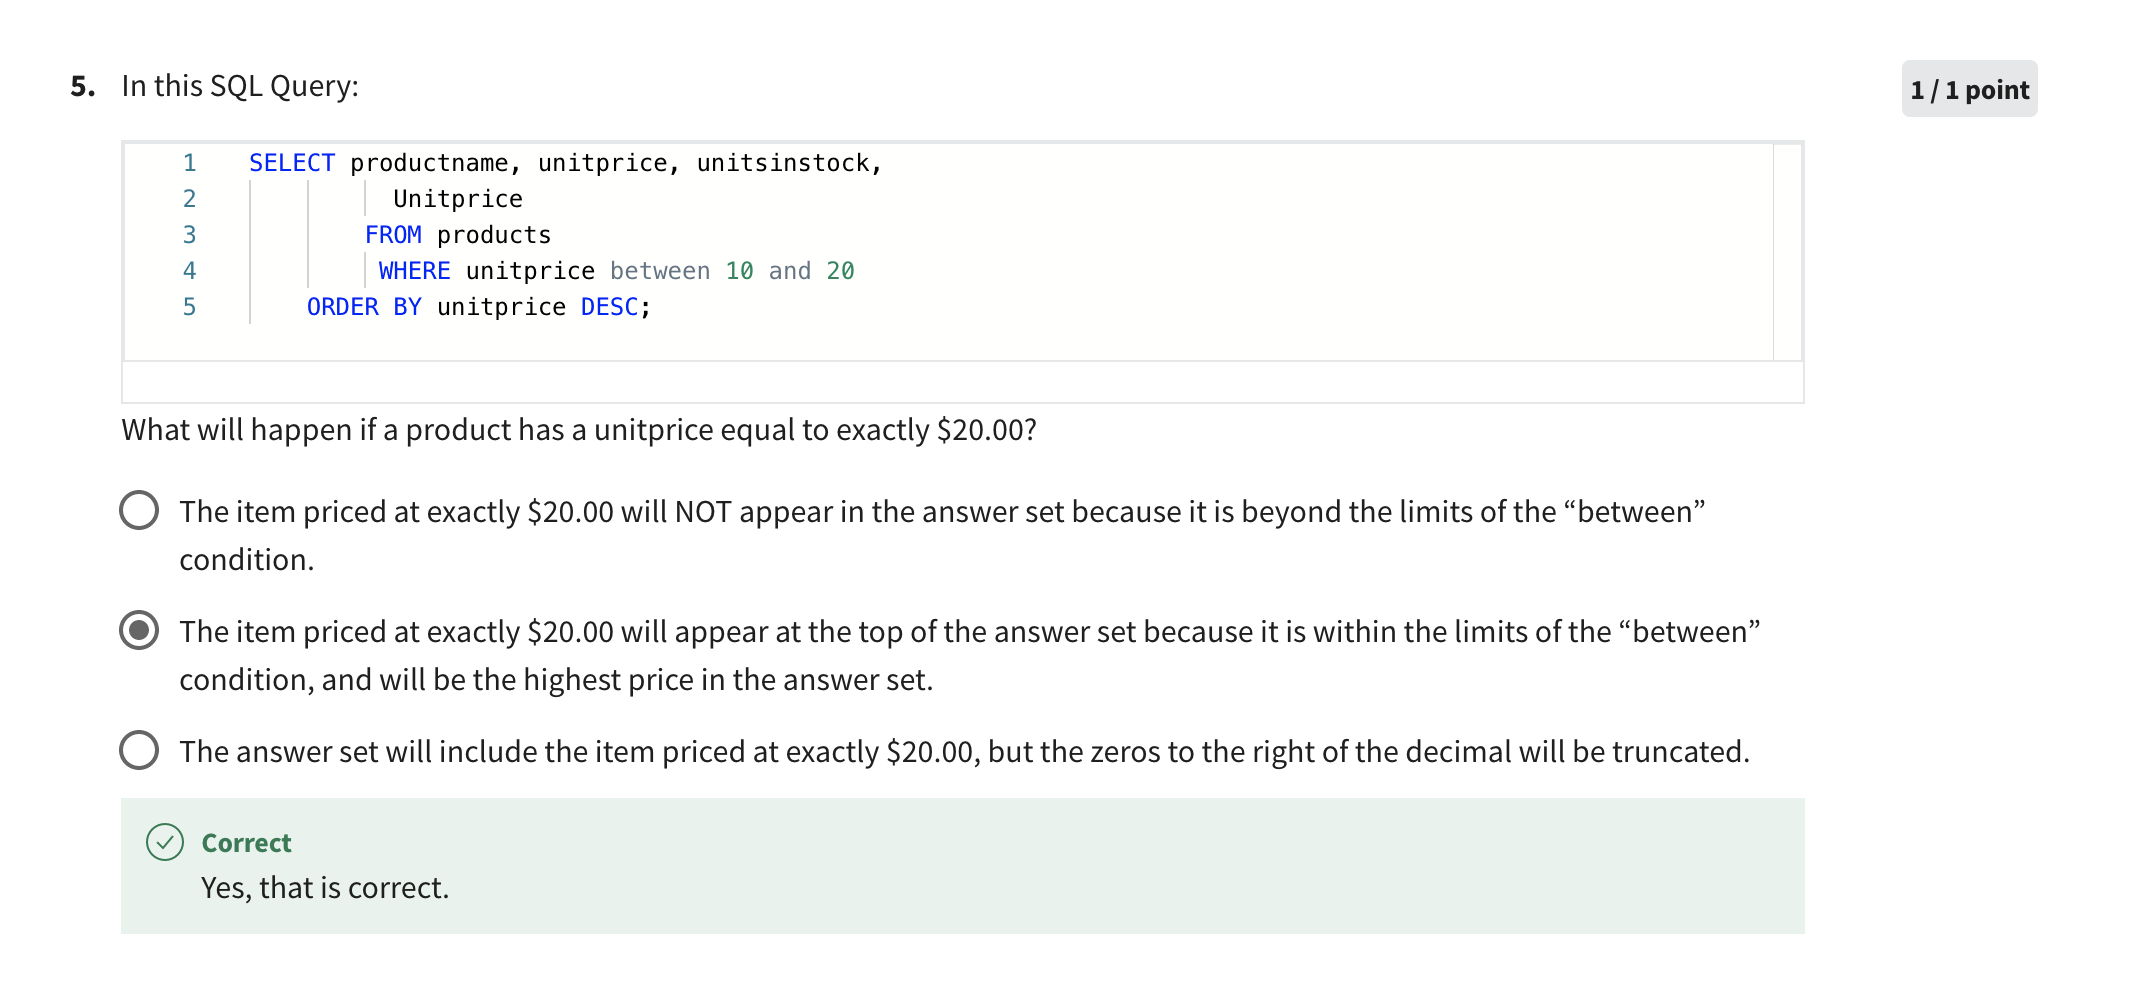 5. In this SQL Query:
1 / 1 point
1 SELECT productname, unitprice, unitsinstock,
2 Unitprice
3 FROM products
4 WHERE unitprice between 10 and 20
5 ORDER BY unitprice DESC;
What will happen if a product has a unitprice equal to exactly $20.00?
The item priced at exactly $20.00 will NOT appear in the answer set because it is beyond the limits of the “between”
condition.
The item priced at exactly $20.00 will appear at the top of the answer set because it is within the limits of the “between”
condition, and will be the highest price in the answer set.
The answer set will include the item priced at exactly $20.00, but the zeros to the right of the decimal will be truncated.
Correct
Yes, that is correct.